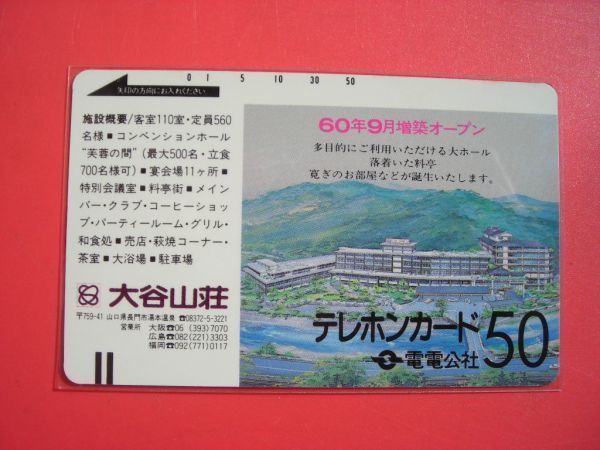 0 1 5 10 30 50
矢印の方向にお入れください
施設概要/客室110室・定員560
名様■コンベンションホール
“芙蓉の間”(最大500名・立食
700名様可)■宴会場11ヶ所■
特別会議室■料亭街■メイン
バー・クラブ・コーヒーショッ
プ・パーティールーム・グリル・
和食処■売店・萩焼コーナー・
茶室■大浴場■駐車場
大谷山荘
〒759-41 山口県長門市湯本温泉 ☎08372-5-3221
営業所 大阪☎06 (393)7070
広島☎082(221)3303
福岡☎092(771)0117
60年9月増築オープン
多目的にご利用いただける大ホール
落着いた料亭
寛ぎのお部屋などが誕生いたします。
テレホンカード50
電電公社